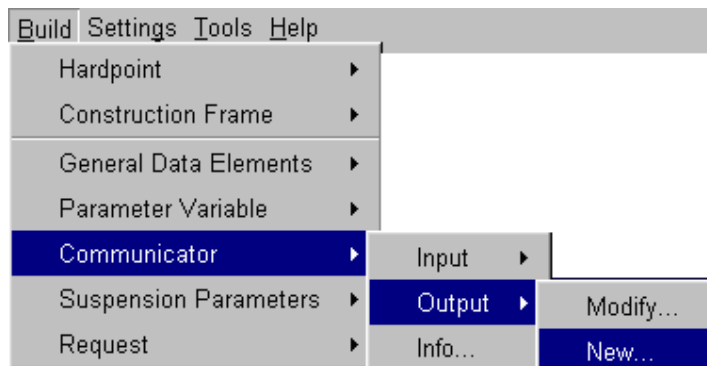 Build Settings Tools Help
Hardpoint
Construction Frame
General Data Elements
Parameter Variable
Communicator
Input
Suspension Parameters
Output
Modify...
Request
Info...
New...